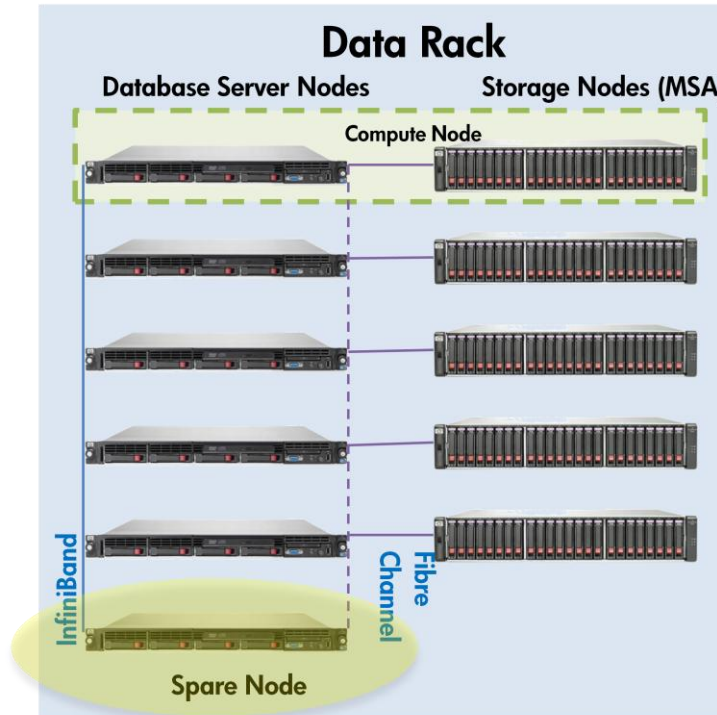 Data Rack
Database Server Nodes
Storage Nodes (MSA
Compute Node
InfiniBand
Fibre
Channel
Spare Node